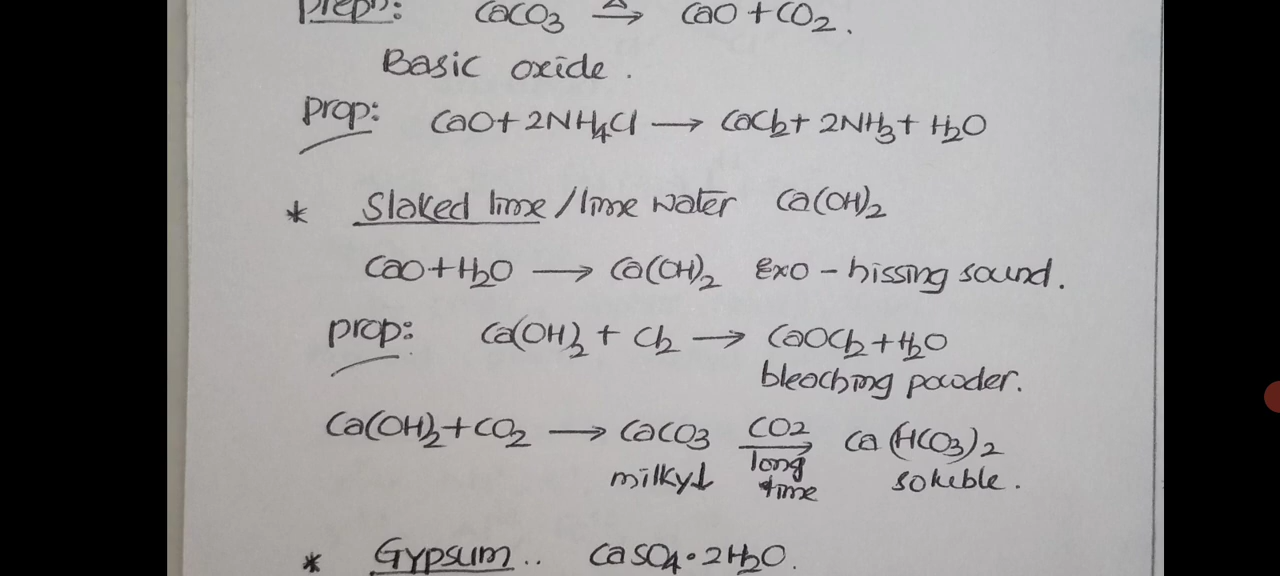 Prepn: CaCO3 Δ→ CaO + CO2.
Basic oxide.
Prop: CaO + 2NH4Cl → CaCl2 + 2NH3 + H2O
* Slaked lime / lime water Ca(OH)2
CaO + H2O → Ca(OH)2 Exo - hissing sound.
prop: Ca(OH)2 + Cl2 → CaOCl2 + H2O
bleaching powder.
Ca(OH)2 + CO2 → CaCO3 CO2→ Ca(HCO3)2
milky↓ long time soluble.
* Gypsum.. CaSO4·2H2O.